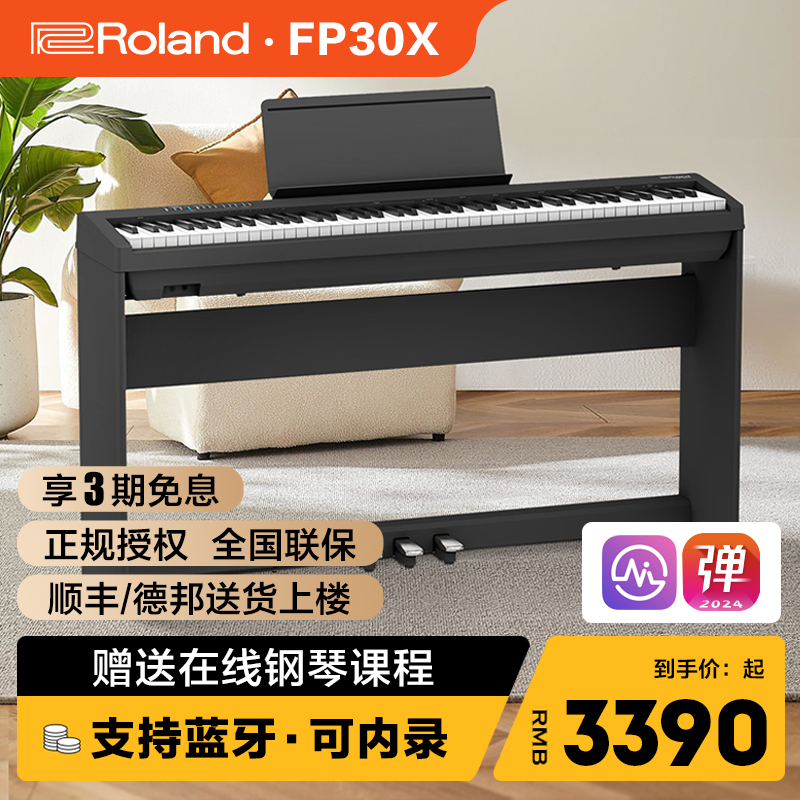 Roland · FP30X
享3期免息
正规授权 全国联保
顺丰/德邦送货上楼
弹
2024
赠送在线钢琴课程
到手价：起
支持蓝牙·可内录
RMB 3390